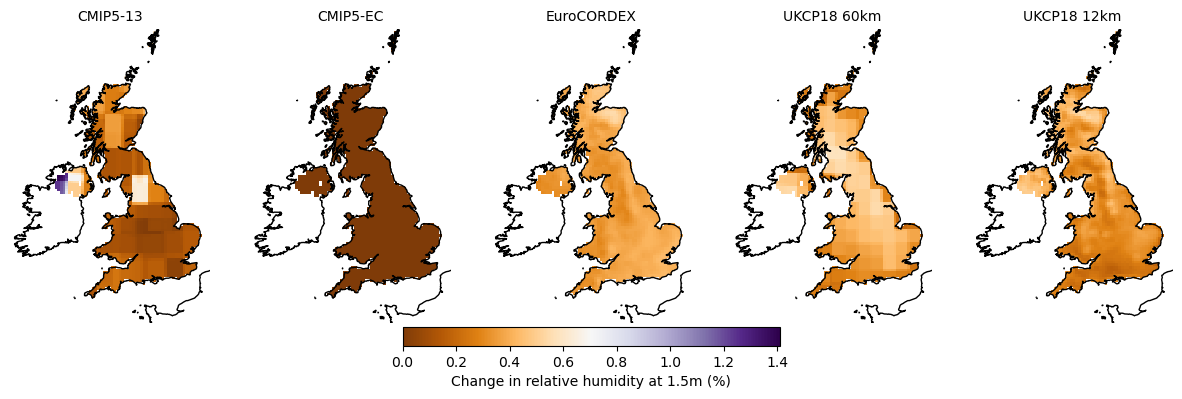 CMIP5-13 CMIP5-EC EuroCORDEX UKCP18 60km UKCP18 12km
0.0 0.2 0.4 0.6 0.8 1.0 1.2 1.4
Change in relative humidity at 1.5m (%)